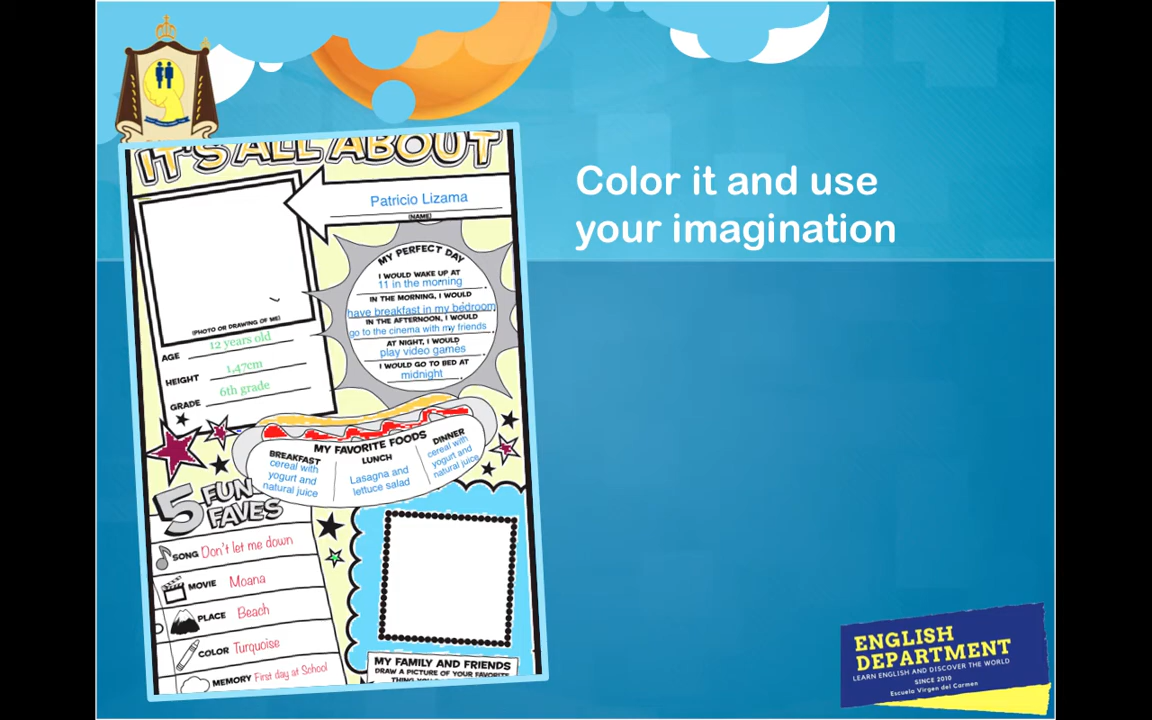 IT'S ALL ABOUT
Patricio Lizama
(NAME)
(PHOTO OR DRAWING OF ME)
AGE 12 years old
HEIGHT 1,47cm
GRADE 6th grade
MY PERFECT DAY
I WOULD WAKE UP AT
11 in the morning
IN THE MORNING, I WOULD
have breakfast in my bedroom
IN THE AFTERNOON, I WOULD
go to the cinema with my friends
AT NIGHT, I WOULD
play video games
I WOULD GO TO BED AT
midnight
MY FAVORITE FOODS
BREAKFAST
cereal with
yogurt and
natural juice
LUNCH
Lasagna and
lettuce salad
DINNER
cereal with
yogurt and
natural juice
5 FUN
FAVES
SONG Don't let me down
MOVIE Moana
PLACE Beach
COLOR Turquoise
MEMORY First day at School
MY FAMILY AND FRIENDS
DRAW A PICTURE OF YOUR FAVORITE
Color it and use
your imagination
ENGLISH
DEPARTMENT
LEARN ENGLISH AND DISCOVER THE WORLD
SINCE 2010
Escuela Virgen del Carmen